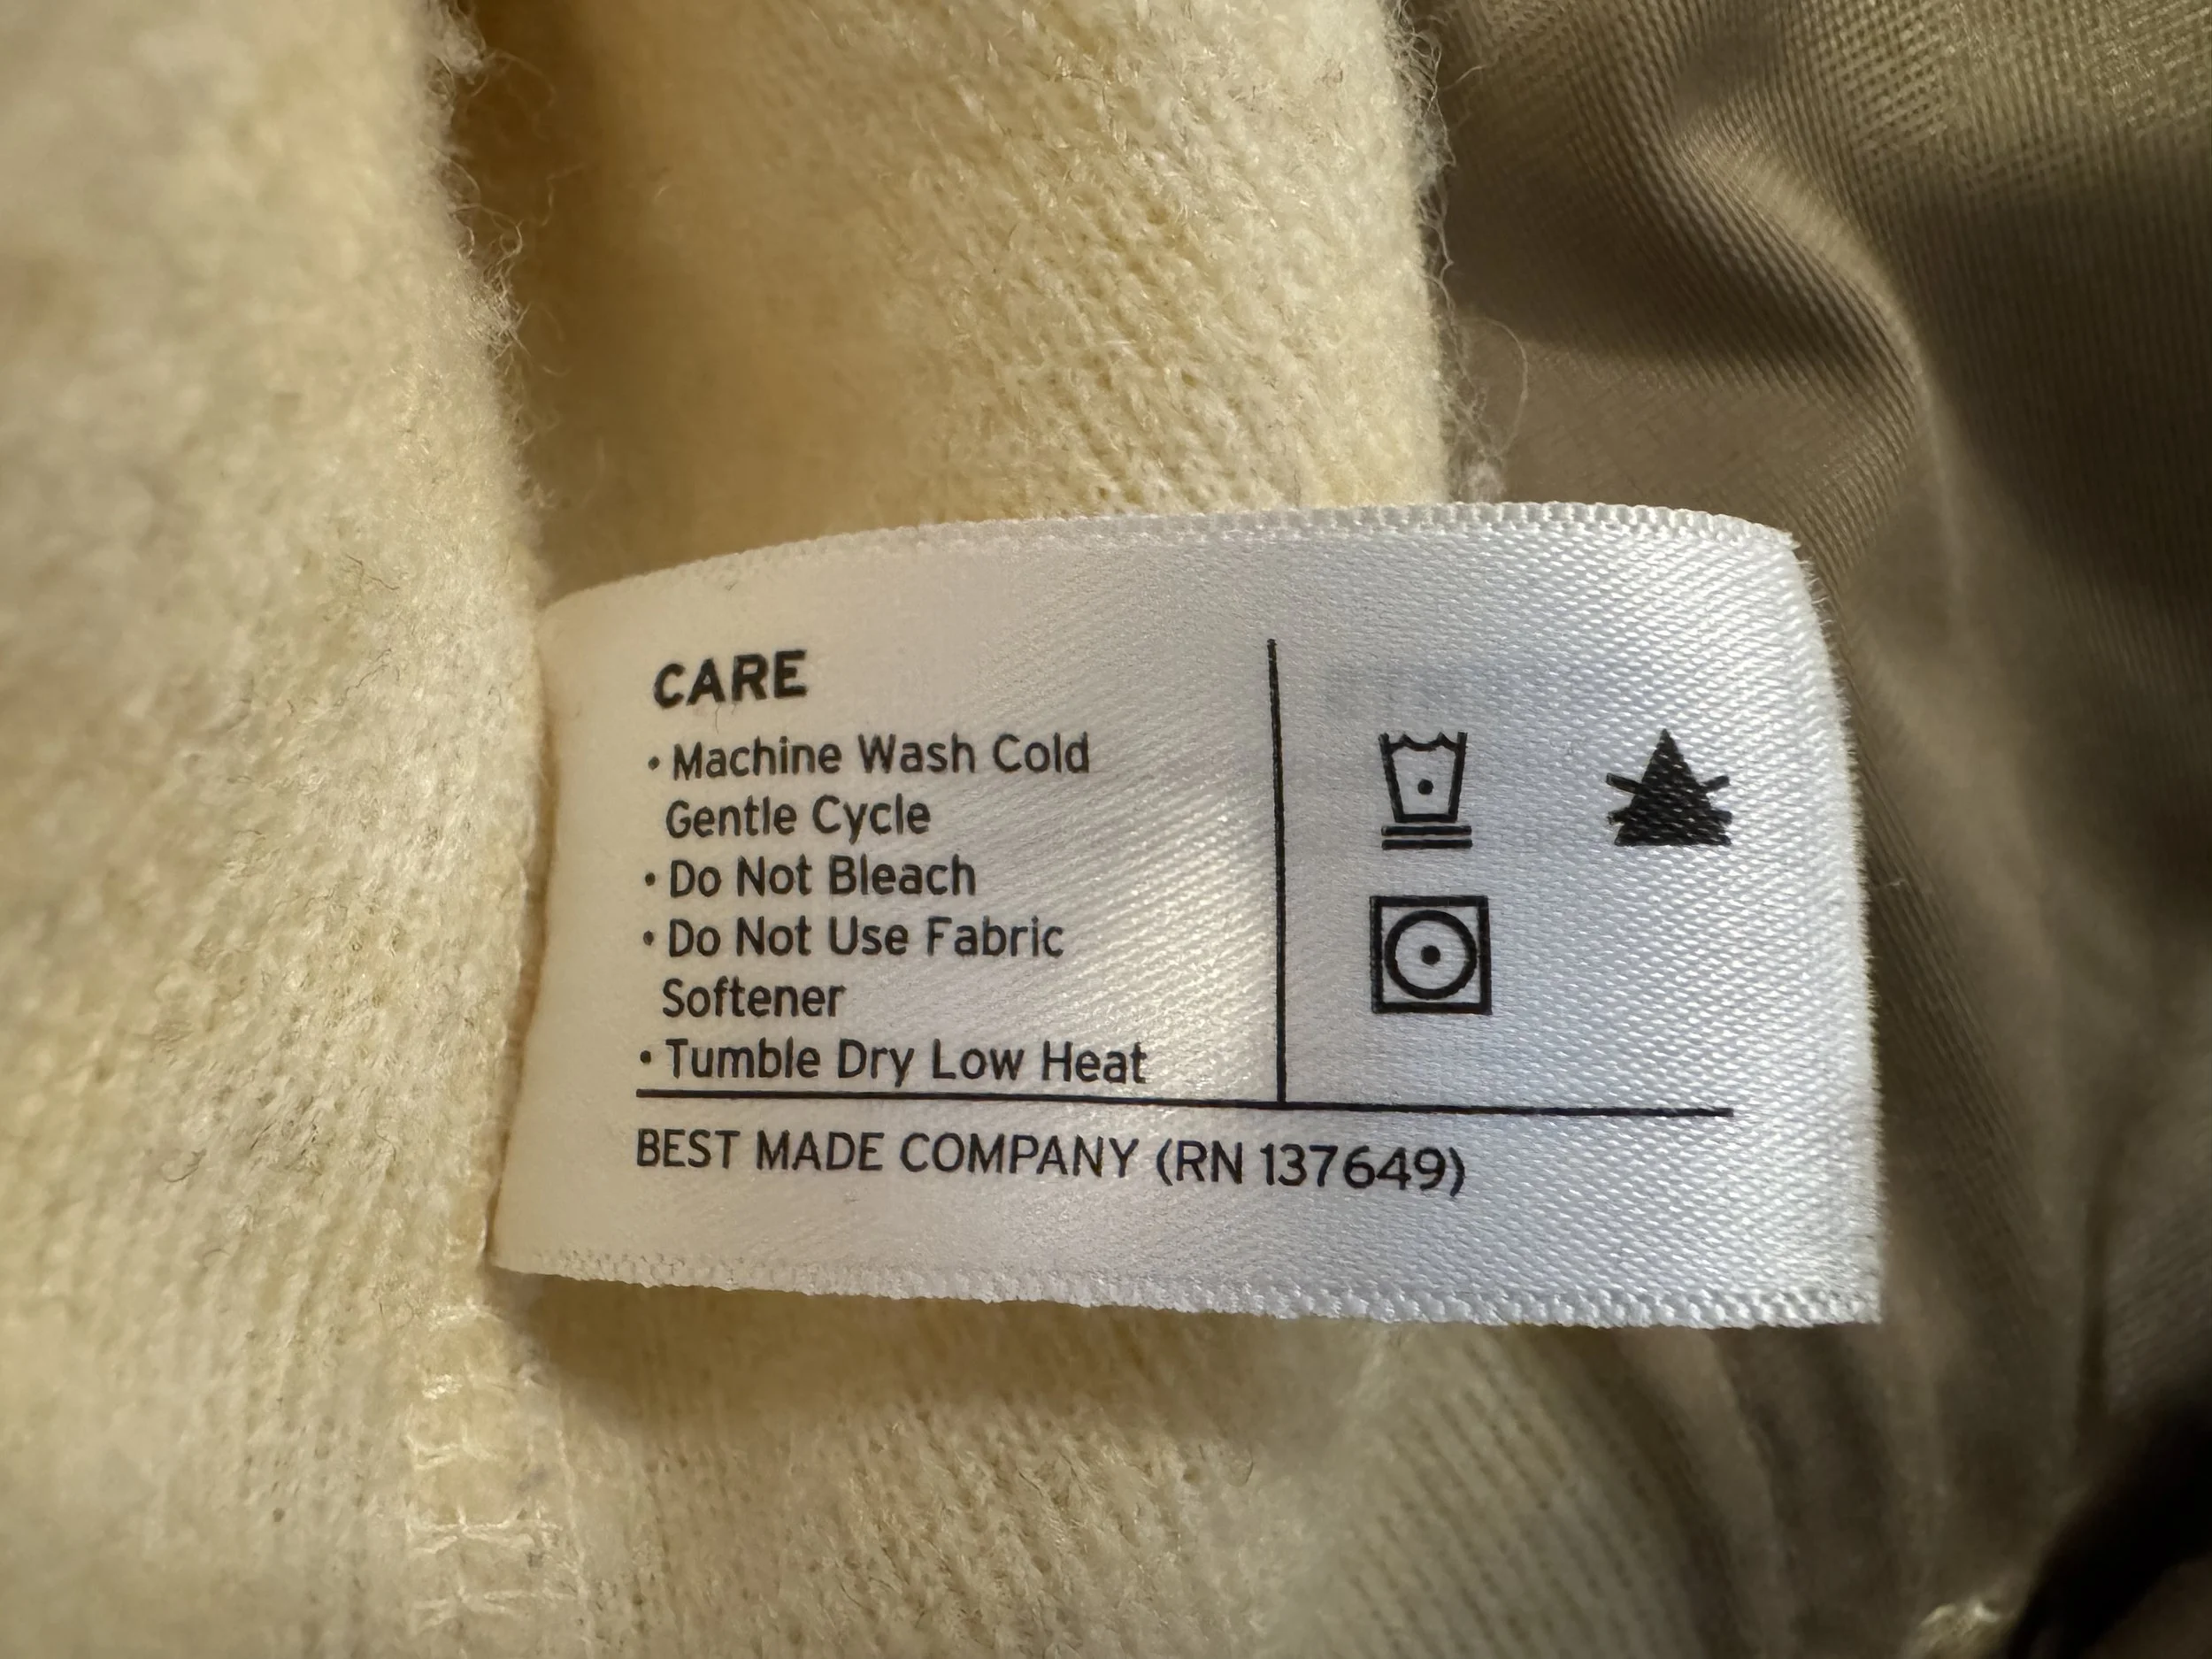 CARE
• Machine Wash Cold
Gentle Cycle
• Do Not Bleach
• Do Not Use Fabric
Softener
• Tumble Dry Low Heat
BEST MADE COMPANY (RN 137649)